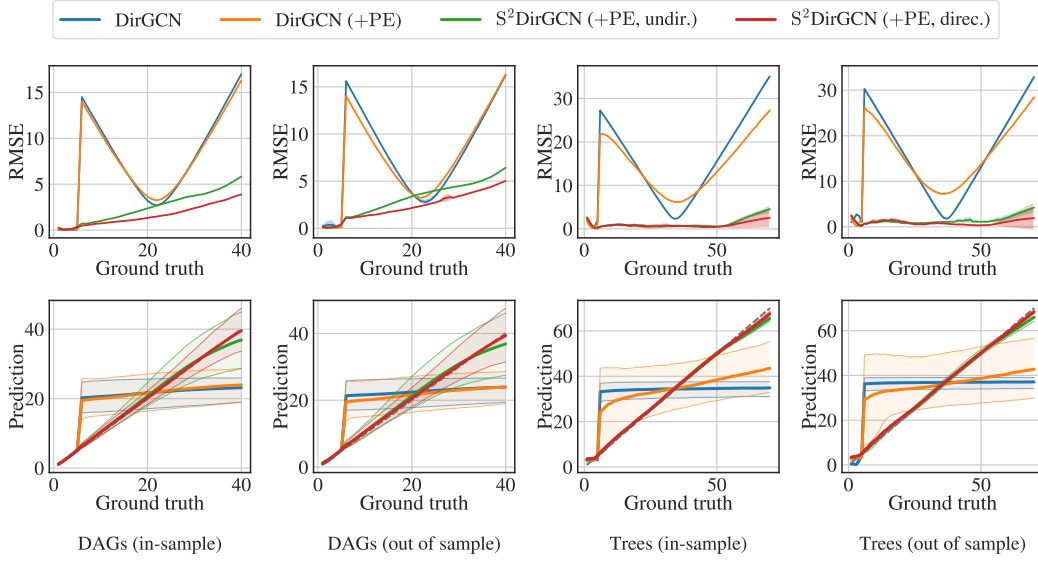 DirGCN DirGCN (+PE) S²DirGCN (+PE, undir.) S²DirGCN (+PE, direc.)
RMSE 15 10 5 0
0 20 40
Ground truth
RMSE 15 10 5 0
0 20 40
Ground truth
RMSE 30 20 10 0
0 50
Ground truth
RMSE 30 20 10 0
0 50
Ground truth
Prediction 40 20 0
0 20 40
Ground truth
Prediction 40 20 0
0 20 40
Ground truth
Prediction 60 40 20 0
0 50
Ground truth
Prediction 60 40 20 0
0 50
Ground truth
DAGs (in-sample) DAGs (out of sample) Trees (in-sample) Trees (out of sample)